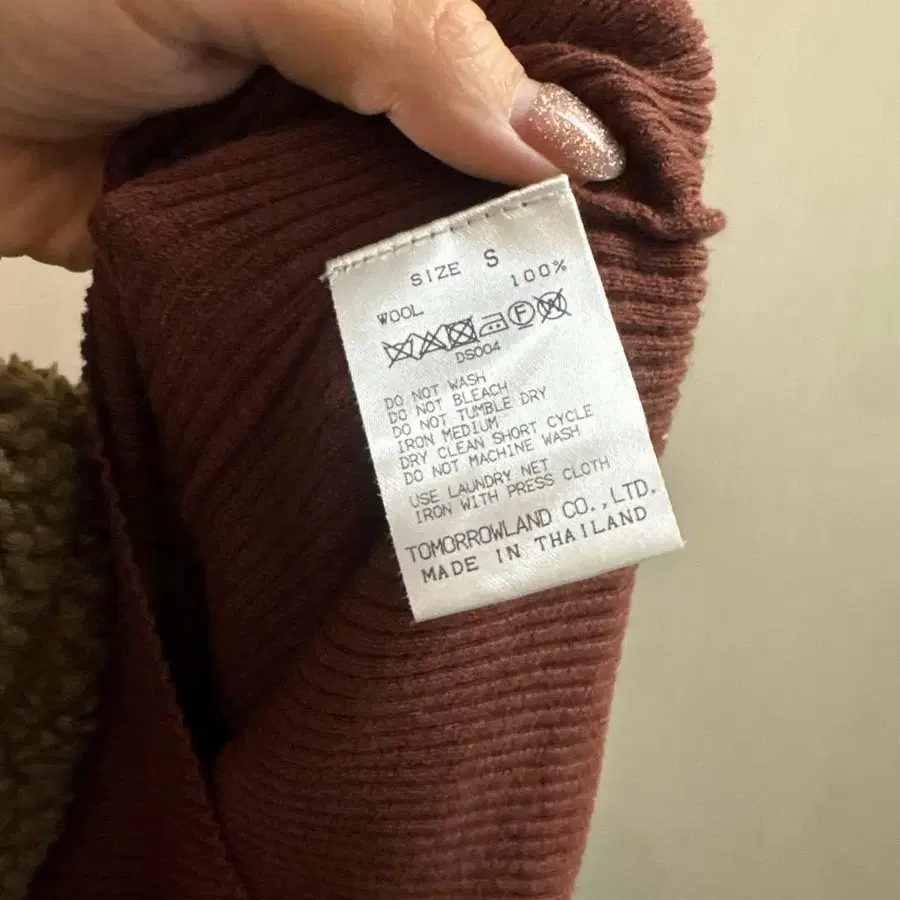 SIZE S
WOOL 100%
F W
DS004
DO NOT WASH
DO NOT BLEACH
DO NOT TUMBLE DRY
IRON MEDIUM
DRY CLEAN SHORT CYCLE
DO NOT MACHINE WASH
USE LAUNDRY NET
IRON WITH PRESS CLOTH
TOMORROWLAND CO.,LTD.
MADE IN THAILAND